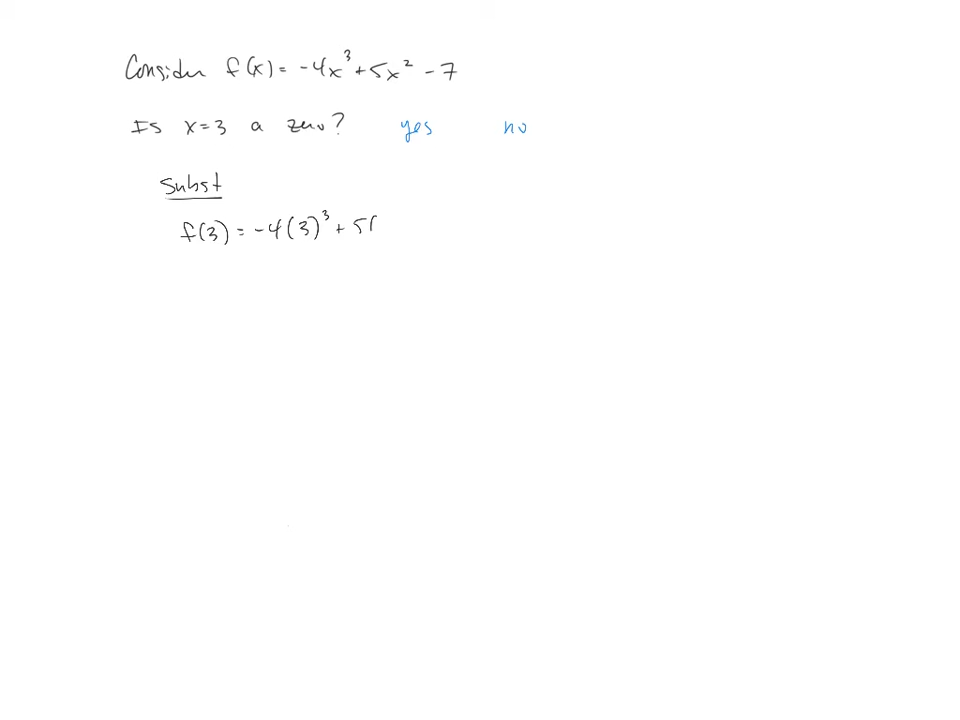 Consider f(x) = -4x³ + 5x² - 7
Is x=3 a zero? yes no
Subst
f(3) = -4(3)³ + 5(